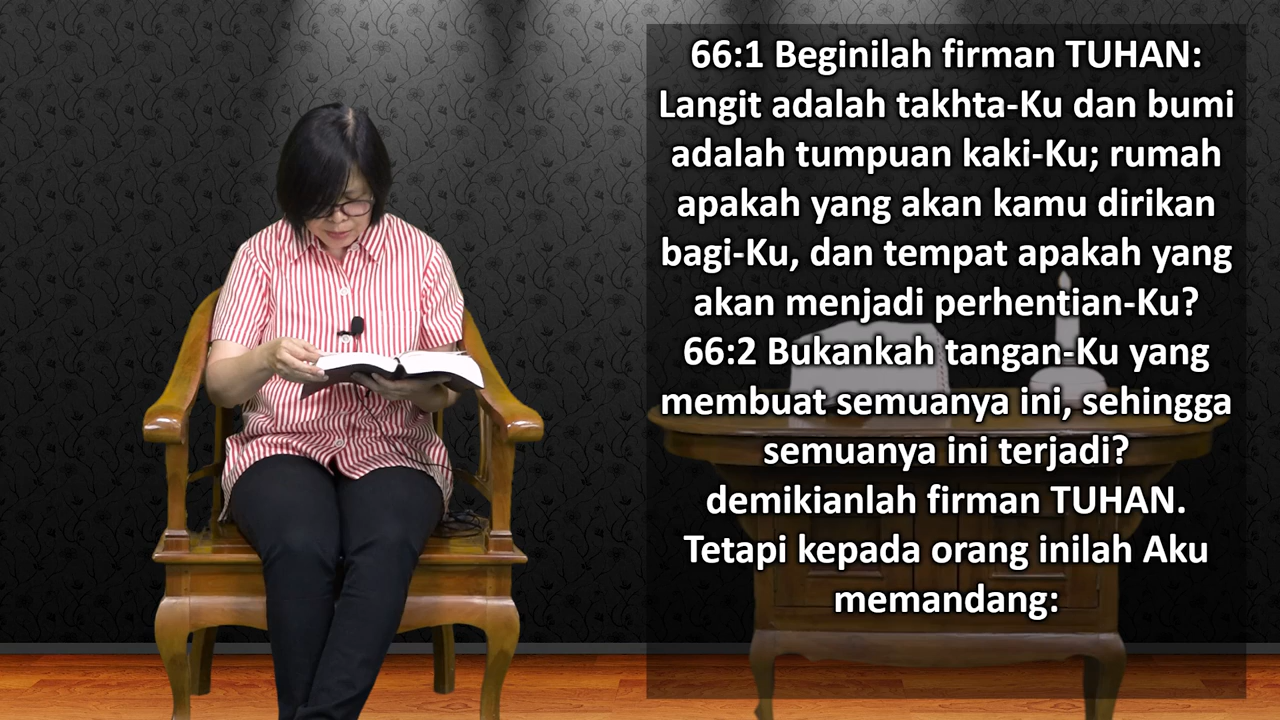 66:1 Beginilah firman TUHAN:
Langit adalah takhta-Ku dan bumi
adalah tumpuan kaki-Ku; rumah
apakah yang akan kamu dirikan
bagi-Ku, dan tempat apakah yang
akan menjadi perhentian-Ku?
66:2 Bukankah tangan-Ku yang
membuat semuanya ini, sehingga
semuanya ini terjadi?
demikianlah firman TUHAN.
Tetapi kepada orang inilah Aku
memandang: